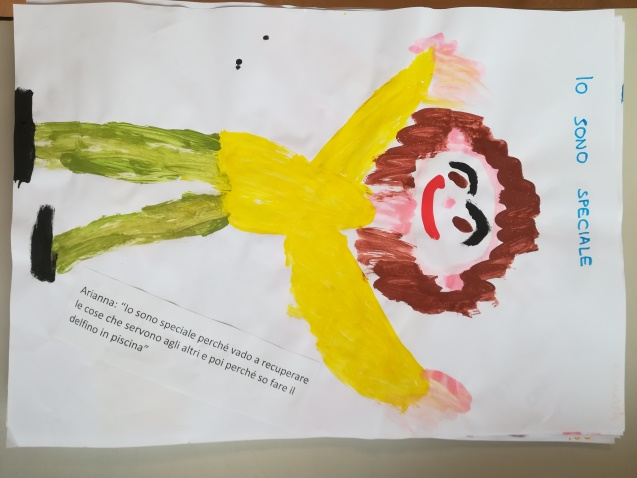 IO SONO SPECIALE
Arianna: "Io sono speciale perché vado a recuperare
le cose che servono agli altri e poi perché so fare il
delfino in piscina"